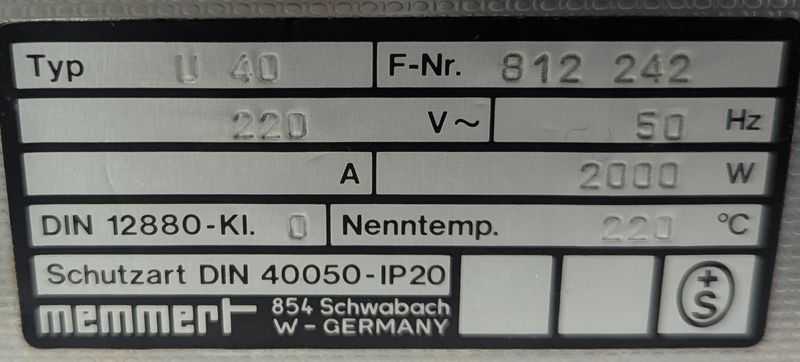 Typ U 40 F-Nr. 812 242
220 V~ 50 Hz
A 2000 W
DIN 12880-Kl. 0 Nenntemp. 220 °C
Schutzart DIN 40050-IP20
memmert 854 Schwabach
W-GERMANY
+S